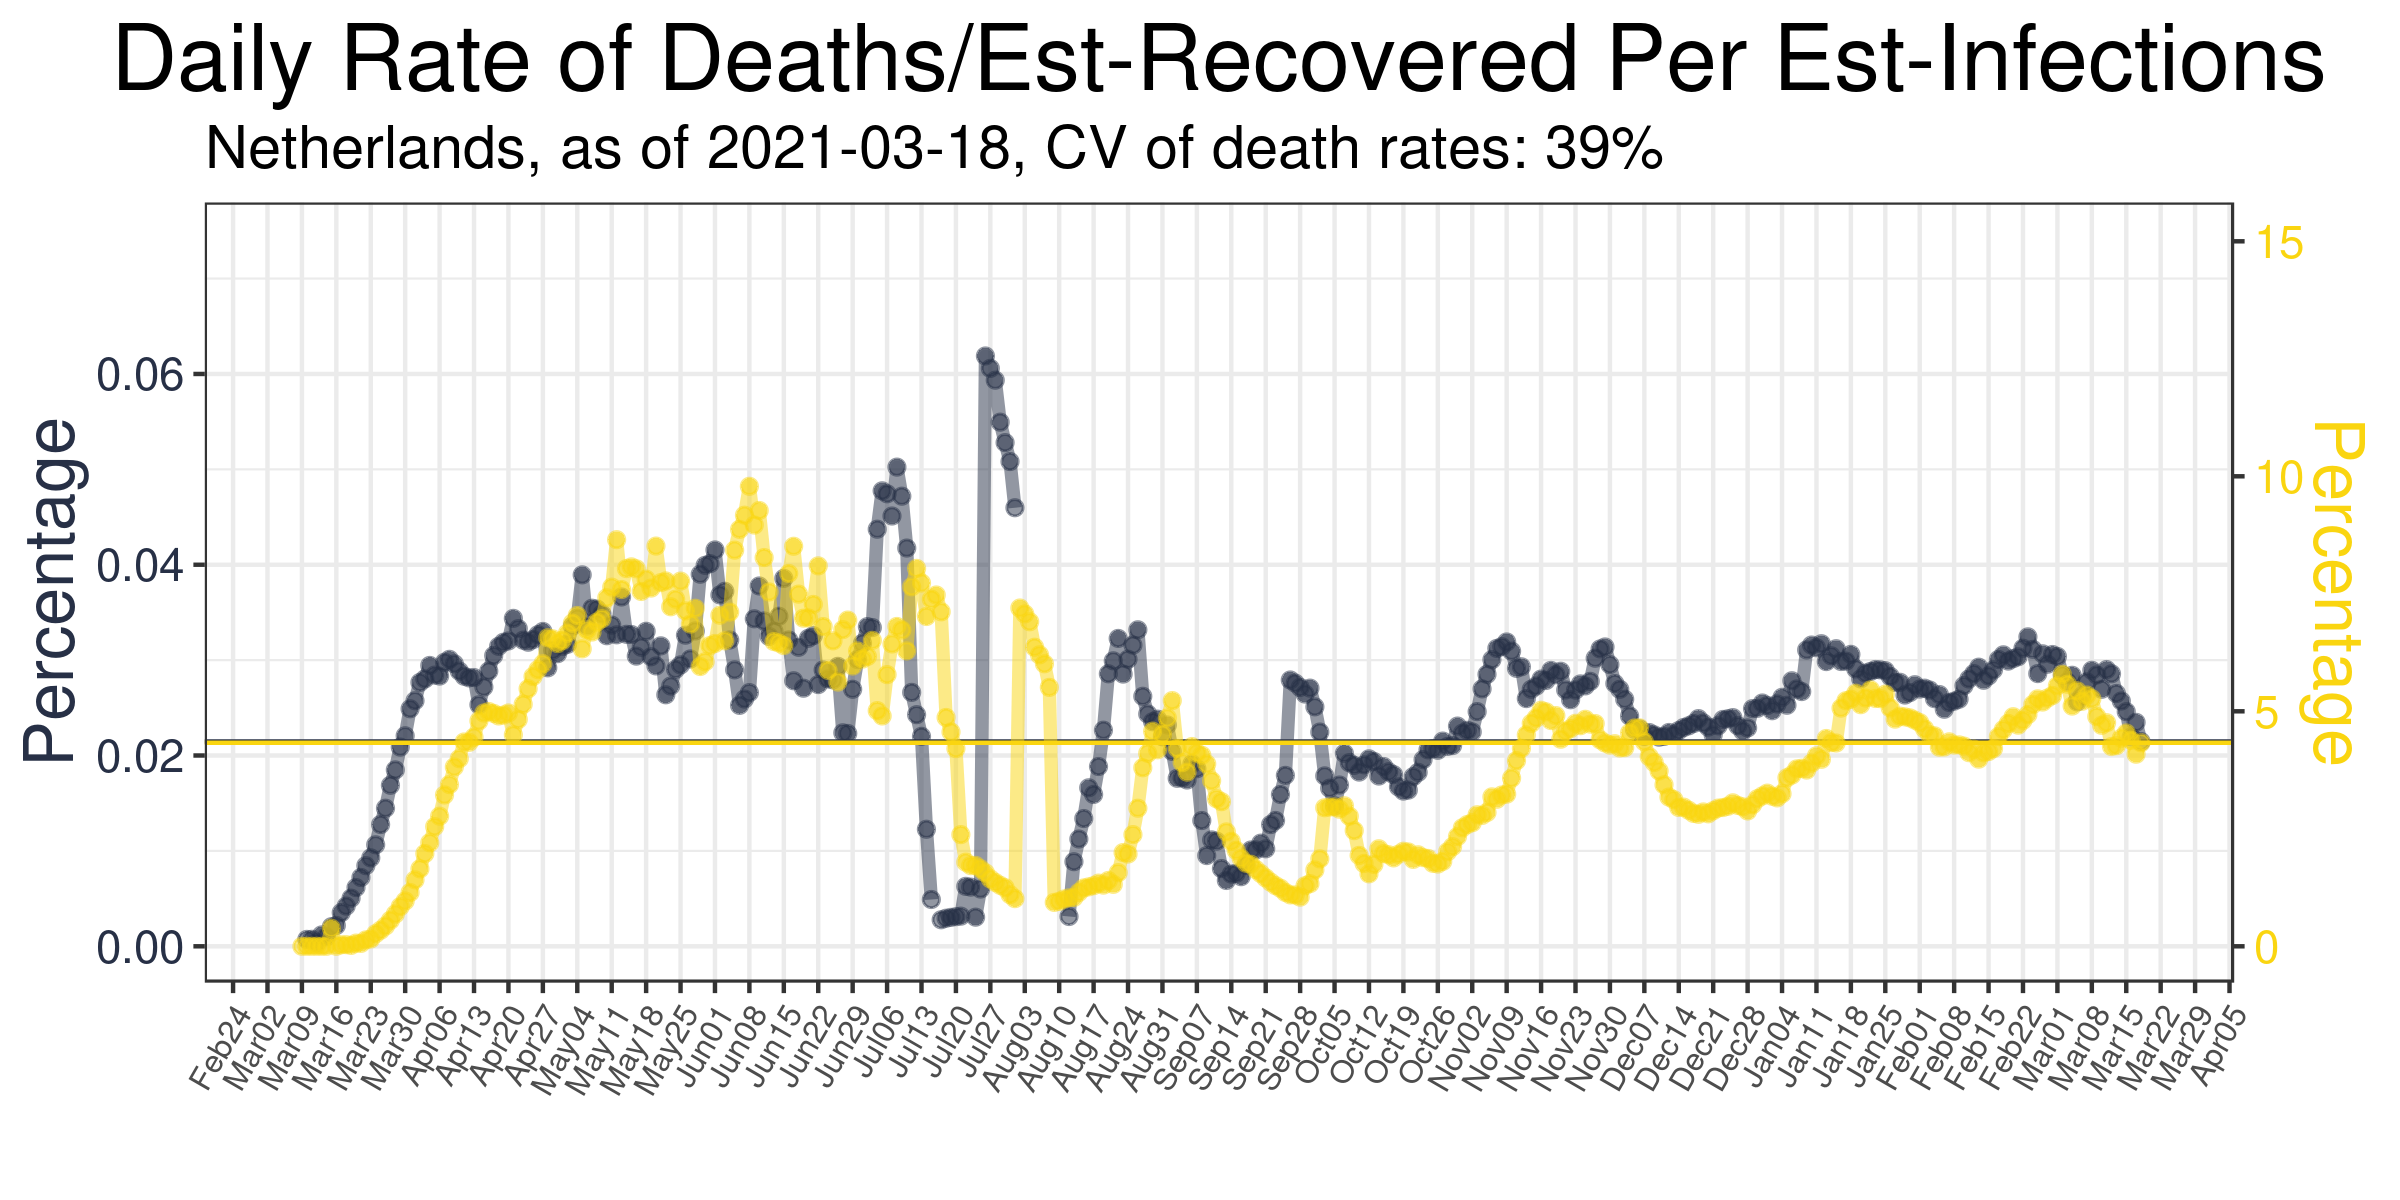 Daily Rate of Deaths/Est-Recovered Per Est-Infections
Netherlands, as of 2021-03-18, CV of death rates: 39%
Percentage
0.06
0.04
0.02
0.00
15
10
5
0
Percentage
Feb24
Mar02
Mar09
Mar16
Mar23
Mar30
Apr06
Apr13
Apr20
Apr27
May04
May11
May18
May25
Jun01
Jun08
Jun15
Jun22
Jun29
Jul06
Jul13
Jul20
Jul27
Aug03
Aug10
Aug17
Aug24
Aug31
Sep07
Sep14
Sep21
Sep28
Oct05
Oct12
Oct19
Oct26
Nov02
Nov09
Nov16
Nov23
Nov30
Dec07
Dec14
Dec21
Dec28
Dec04
Jan11
Jan18
Jan25
Feb01
Feb08
Feb15
Feb22
Mar01
Mar08
Mar15
Mar22
Mar29
Apr05